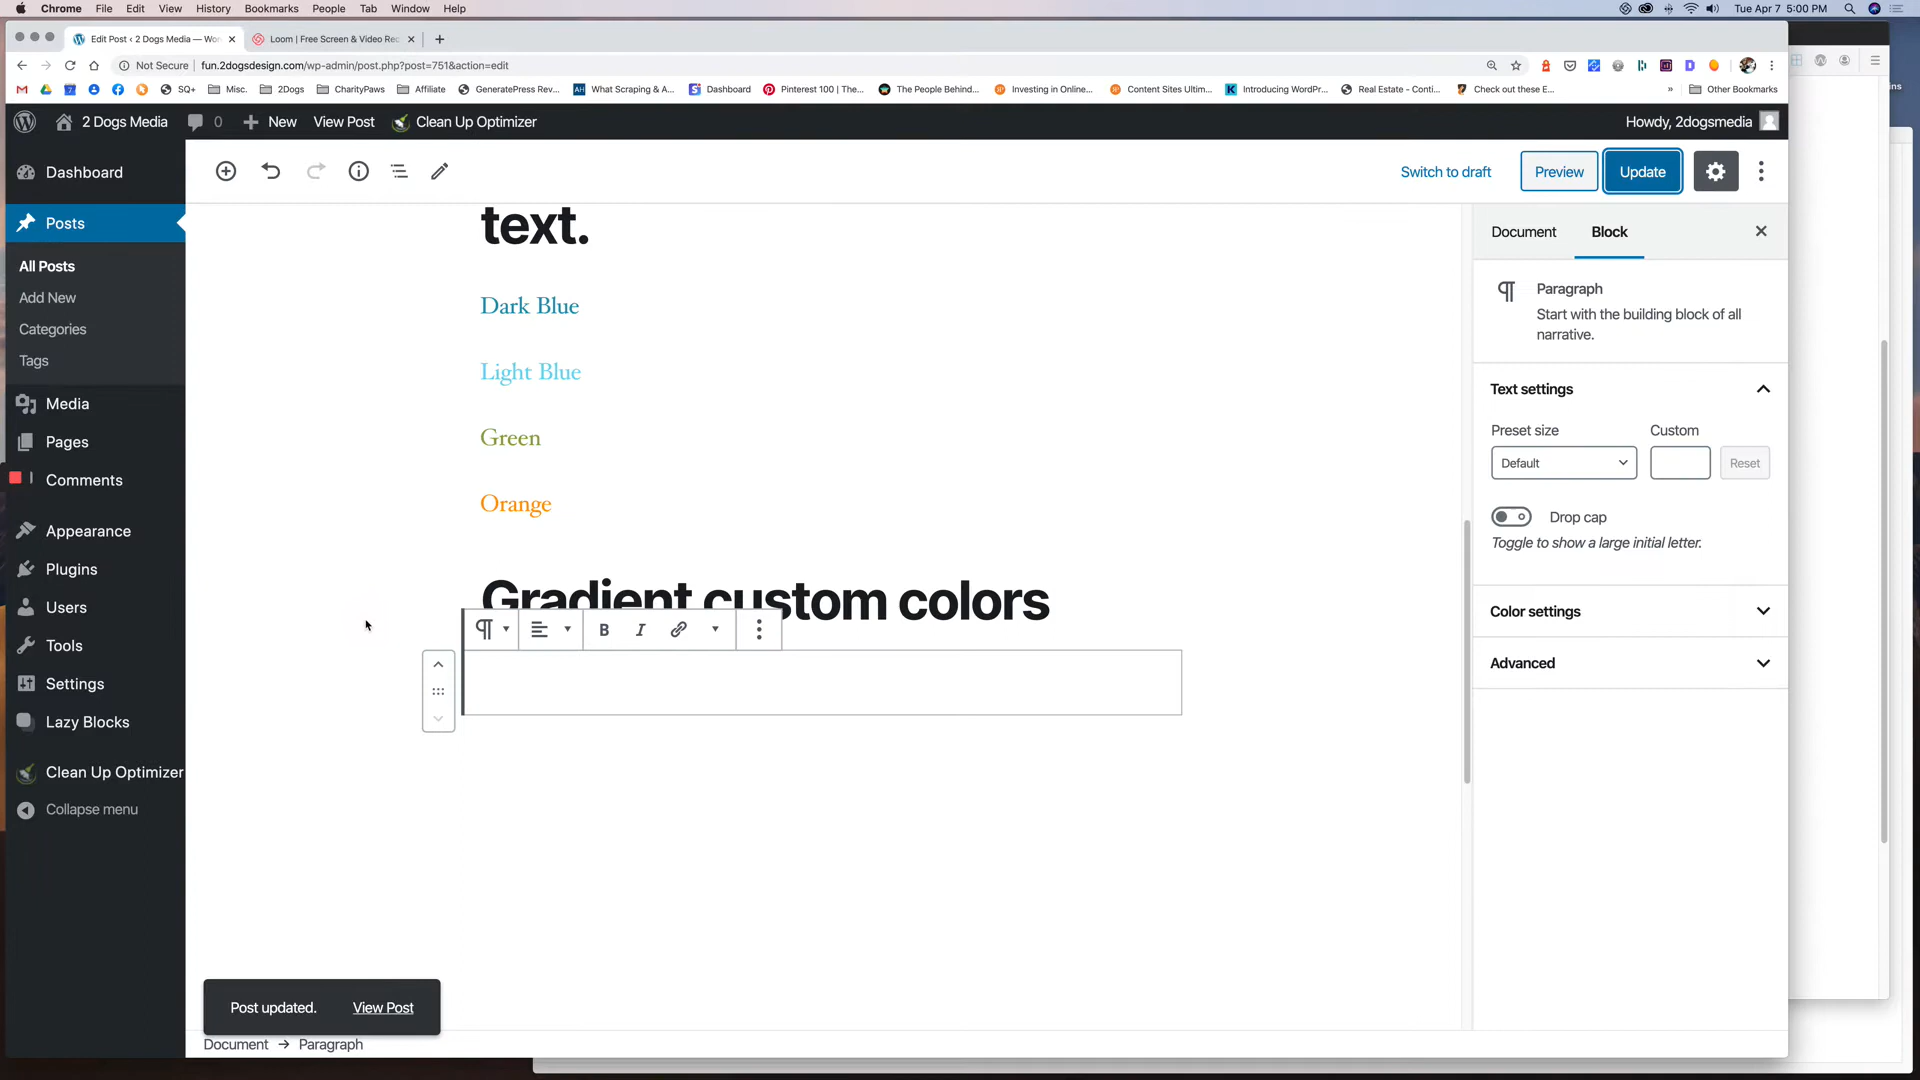 Chrome File Edit View History Bookmarks People Tab Window Help Tue Apr 7 5:00 PM
Edit Post ‹ 2 Dogs Media — Wor Loom | Free Screen & Video Rec
Not Secure fun.2dogsdesign.com/wp-admin/post.php?post=751&action=edit
SQ+ Misc. 2Dogs CharityPaws Affiliate GeneratePress Rev... What Scraping & A... Dashboard Pinterest 100 | The... The People Behind... Investing in Online... Content Sites Ultim... Introducing WordPr... Real Estate - Conti... Check out these E... » Other Bookmarks
2 Dogs Media 0 New View Post Clean Up Optimizer Howdy, 2dogsmedia
Dashboard
Posts
All Posts
Add New
Categories
Tags
Media
Pages
Comments
Appearance
Plugins
Users
Tools
Settings
Lazy Blocks
Clean Up Optimizer
Collapse menu
Switch to draft Preview Update
text.
Dark Blue
Light Blue
Green
Orange
Gradient custom colors
B I
Post updated. View Post
Document → Paragraph
Document Block
Paragraph
Start with the building block of all
narrative.
Text settings
Preset size Custom
Default Reset
Drop cap
Toggle to show a large initial letter.
Color settings
Advanced